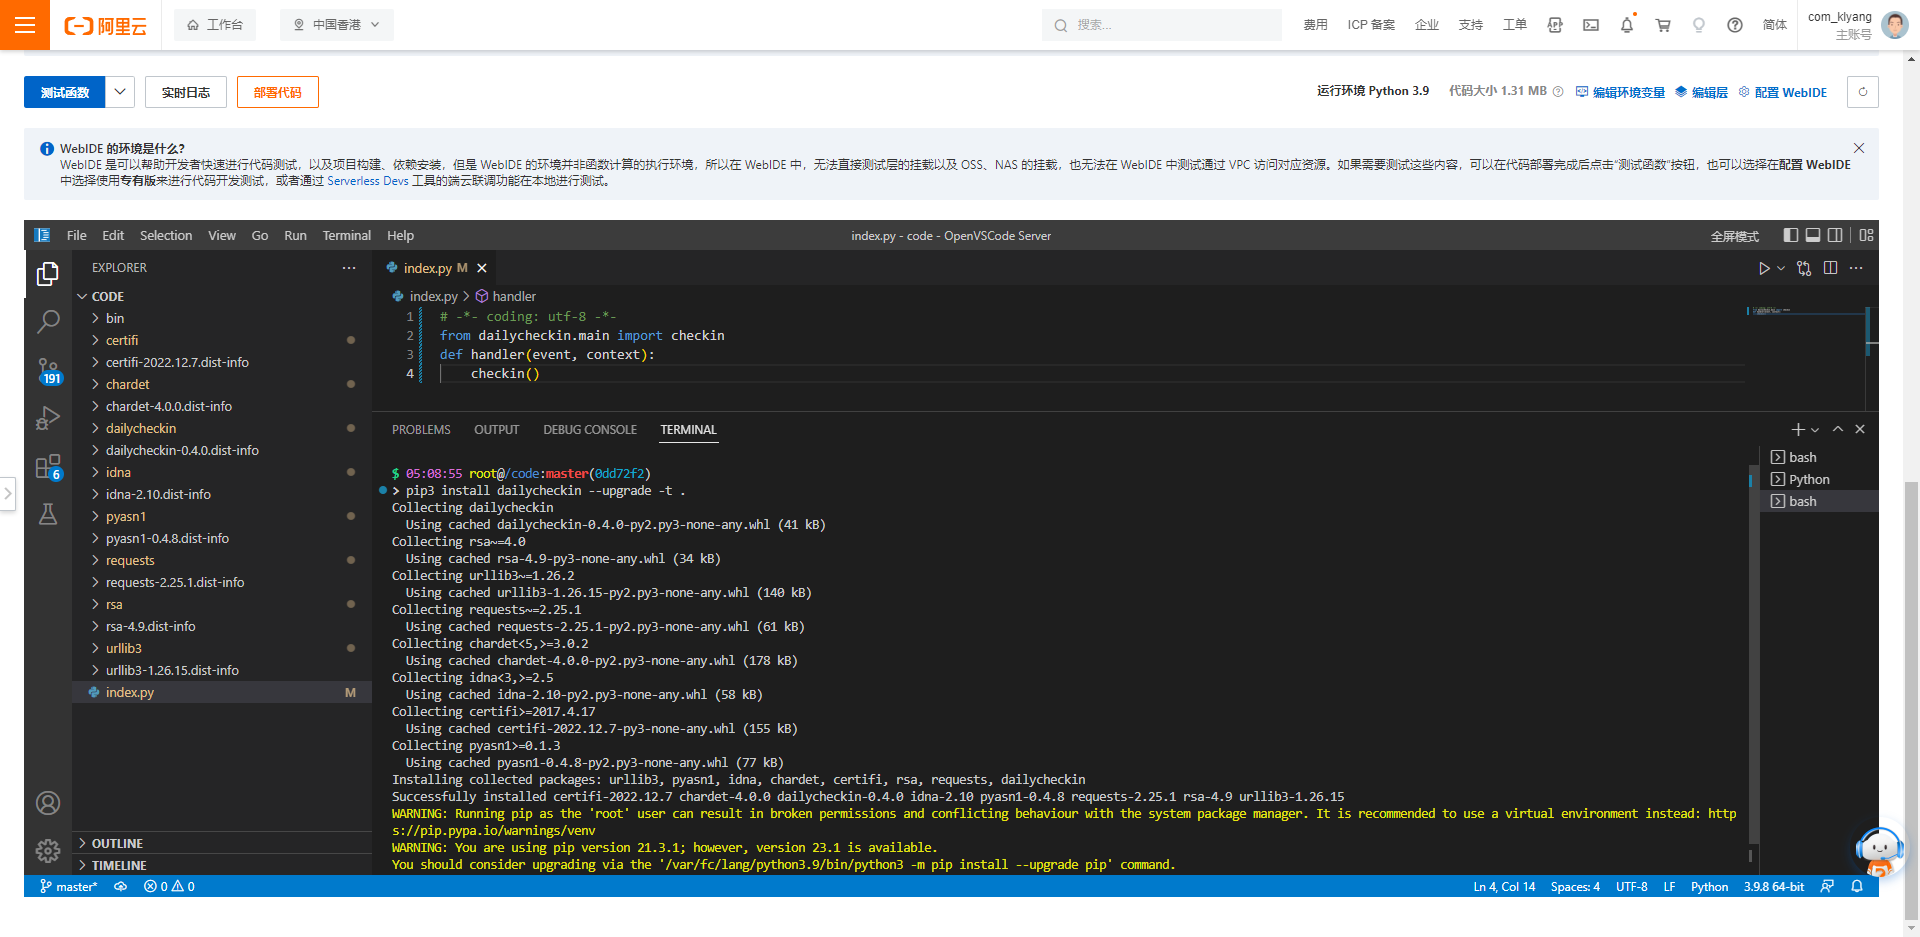 阿里云
工作台
中国香港
搜索...
费用
ICP 备案
企业
支持
工单
简体
com_klyang
主账号
测试函数
实时日志
部署代码
运行环境 Python 3.9
代码大小 1.31 MB
编辑环境变量
编辑层
配置 WebIDE
WebIDE 的环境是什么?
WebIDE 是可以帮助开发者快速进行代码测试，以及项目构建、依赖安装，但是 WebIDE 的环境并非函数计算的执行环境，所以在 WebIDE 中，无法直接测试层的挂载以及 OSS、NAS 的挂载，也无法在 WebIDE 中测试通过 VPC 访问对应资源。如果需要测试这些内容，可以在代码部署完成后点击“测试函数”按钮，也可以选择在配置 WebIDE
中选择使用专有版来进行代码开发测试，或者通过 Serverless Devs 工具的端云联调功能在本地进行测试。
File Edit Selection View Go Run Terminal Help
index.py - code - OpenVSCode Server
全屏模式
EXPLORER
CODE
bin
certifi
certifi-2022.12.7.dist-info
chardet
chardet-4.0.0.dist-info
dailycheckin
dailycheckin-0.4.0.dist-info
idna
idna-2.10.dist-info
pyasn1
pyasn1-0.4.8.dist-info
requests
requests-2.25.1.dist-info
rsa
rsa-4.9.dist-info
urllib3
urllib3-1.26.15.dist-info
index.py M
OUTLINE
TIMELINE
191
6
index.py M
index.py > handler
1 # -*- coding: utf-8 -*-
2 from dailycheckin.main import checkin
3 def handler(event, context):
4 checkin()
PROBLEMS OUTPUT DEBUG CONSOLE TERMINAL
$ 05:08:55 root@/code:master(0dd72f2)
> pip3 install dailycheckin --upgrade -t .
Collecting dailycheckin
Using cached dailycheckin-0.4.0-py2.py3-none-any.whl (41 kB)
Collecting rsa~=4.0
Using cached rsa-4.9-py3-none-any.whl (34 kB)
Collecting urllib3~=1.26.2
Using cached urllib3-1.26.15-py2.py3-none-any.whl (140 kB)
Collecting requests~=2.25.1
Using cached requests-2.25.1-py2.py3-none-any.whl (61 kB)
Collecting chardet<5,>=3.0.2
Using cached chardet-4.0.0-py2.py3-none-any.whl (178 kB)
Collecting idna<3,>=2.5
Using cached idna-2.10-py2.py3-none-any.whl (58 kB)
Collecting certifi>=2017.4.17
Using cached certifi-2022.12.7-py3-none-any.whl (155 kB)
Collecting pyasn1>=0.1.3
Using cached pyasn1-0.4.8-py2.py3-none-any.whl (77 kB)
Installing collected packages: urllib3, pyasn1, idna, chardet, certifi, rsa, requests, dailycheckin
Successfully installed certifi-2022.12.7 chardet-4.0.0 dailycheckin-0.4.0 idna-2.10 pyasn1-0.4.8 requests-2.25.1 rsa-4.9 urllib3-1.26.15
WARNING: Running pip as the 'root' user can result in broken permissions and conflicting behaviour with the system package manager. It is recommended to use a virtual environment instead: http
s://pip.pypa.io/warnings/venv
WARNING: You are using pip version 21.3.1; however, version 23.1 is available.
You should consider upgrading via the '/var/fc/lang/python3.9/bin/python3 -m pip install --upgrade pip' command.
bash
Python
bash
master* 0 0
Ln 4, Col 14 Spaces: 4 UTF-8 LF Python 3.9.8 64-bit